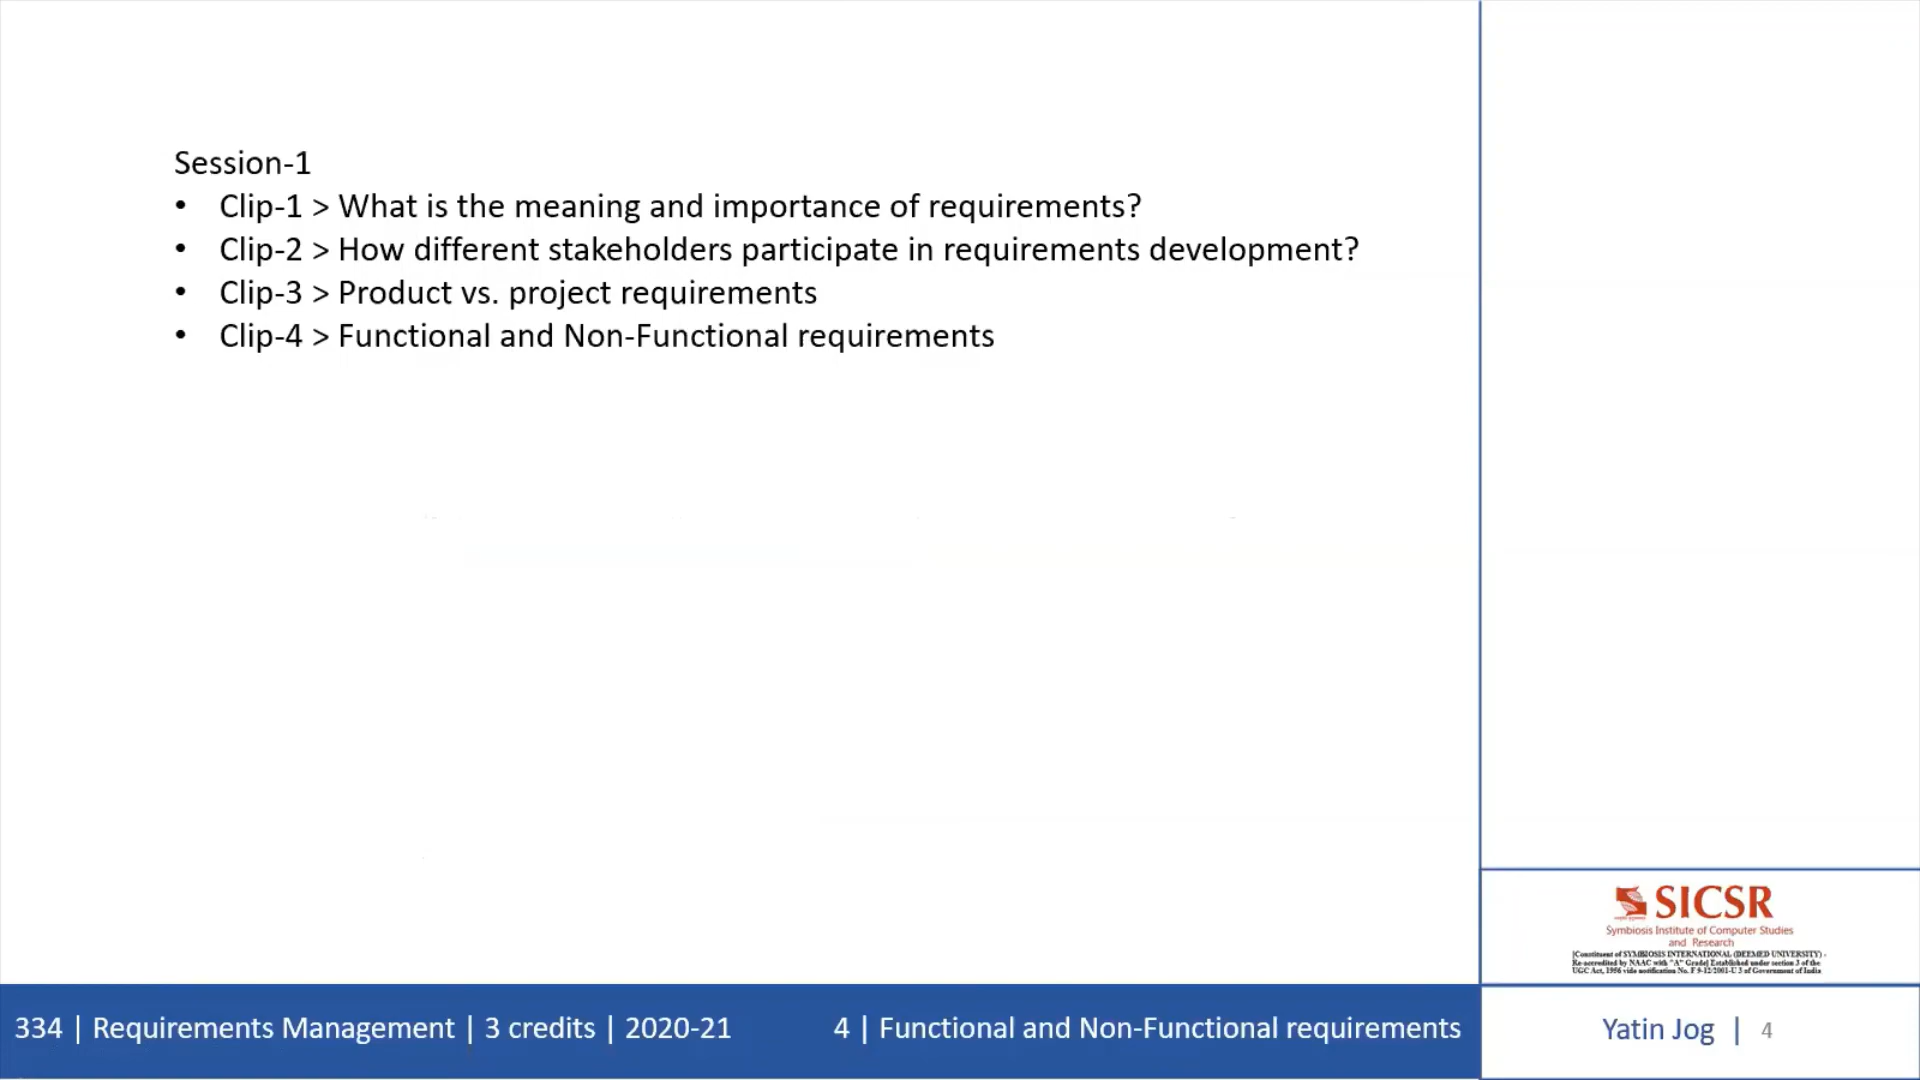 Session-1
• Clip-1 > What is the meaning and importance of requirements?
• Clip-2 > How different stakeholders participate in requirements development?
• Clip-3 > Product vs. project requirements
• Clip-4 > Functional and Non-Functional requirements
SICSR
Symbiosis Institute of Computer Studies
and Research
[Constituent of SYMBIOSIS INTERNATIONAL (DEEMED UNIVERSITY) -
Re-accredited by NAAC with "A" Grade| Established under section 3 of the
UGC Act, 1956 vide notification No. F 9-12/2001-U 3 of Government of India
334 | Requirements Management | 3 credits | 2020-21
4 | Functional and Non-Functional requirements
Yatin Jog | 4